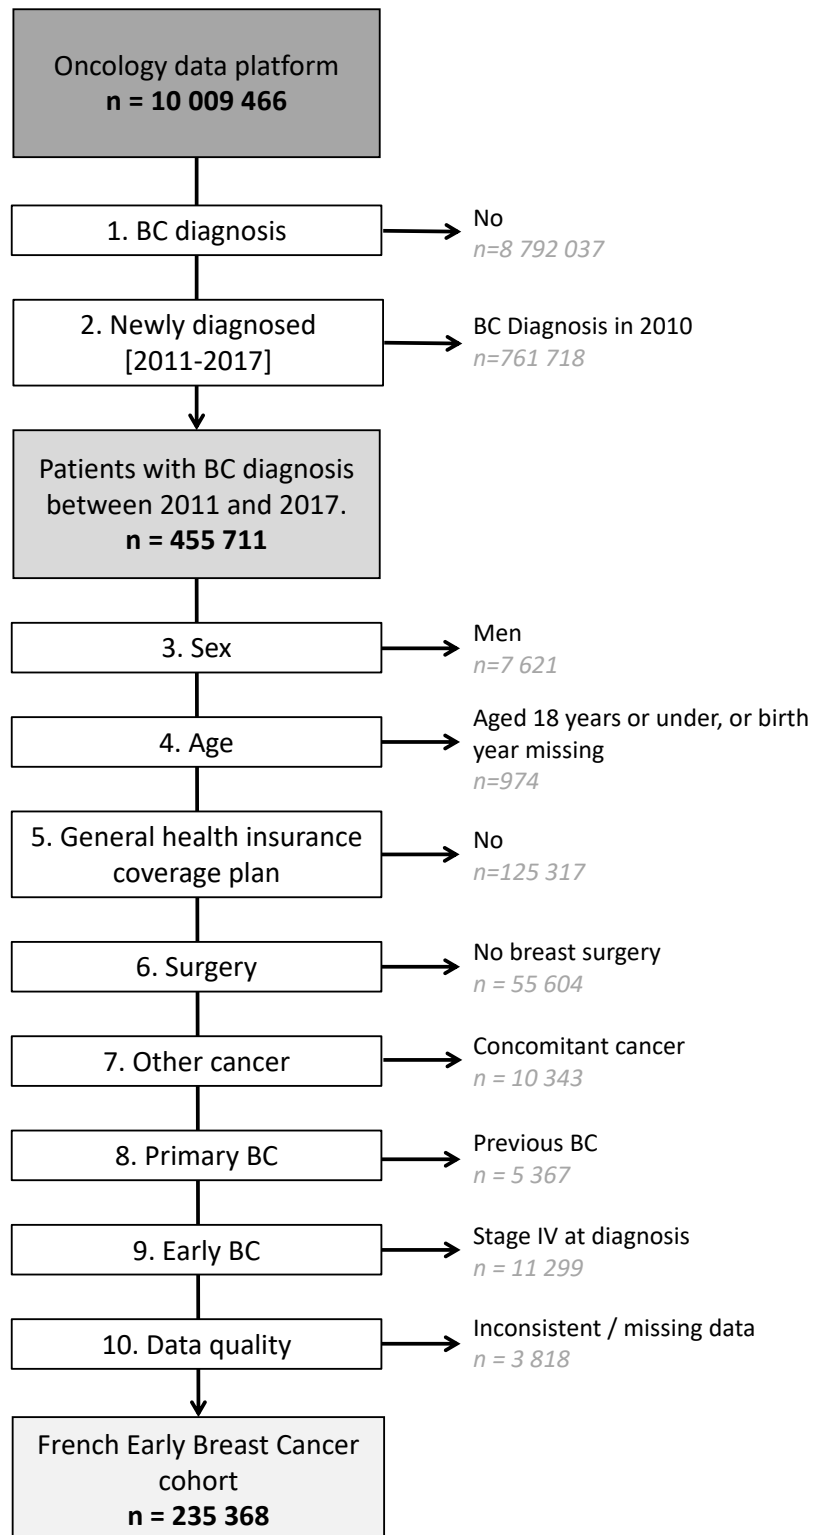 Oncology data platform
n = 10 009 466
1. BC diagnosis
No
n=8 792 037
2. Newly diagnosed
[2011-2017]
BC Diagnosis in 2010
n=761 718
Patients with BC diagnosis
between 2011 and 2017.
n = 455 711
3. Sex
Men
n=7 621
4. Age
Aged 18 years or under, or birth
year missing
n=974
5. General health insurance
coverage plan
No
n=125 317
6. Surgery
No breast surgery
n = 55 604
7. Other cancer
Concomitant cancer
n = 10 343
8. Primary BC
Previous BC
n = 5 367
9. Early BC
Stage IV at diagnosis
n = 11 299
10. Data quality
Inconsistent / missing data
n = 3 818
French Early Breast Cancer
cohort
n = 235 368